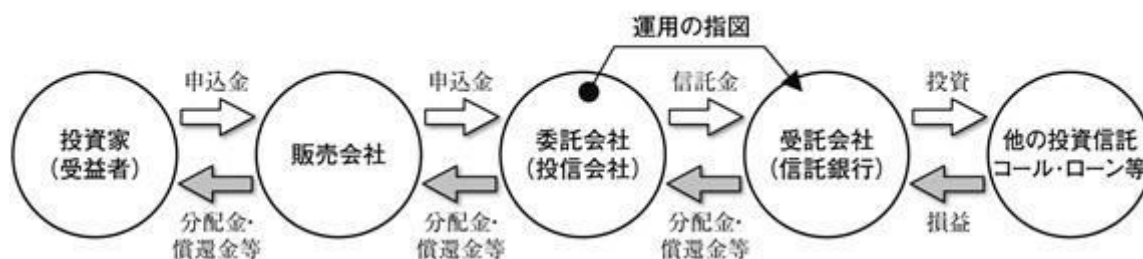 運用の指図
申込金
申込金
信託金
投資
投資家
(受益者)
販売会社
委託会社
(投信会社)
受託会社
(信託銀行)
他の投資信託
コール・ローン等
分配金・
償還金等
分配金・
償還金等
分配金・
償還金等
損益